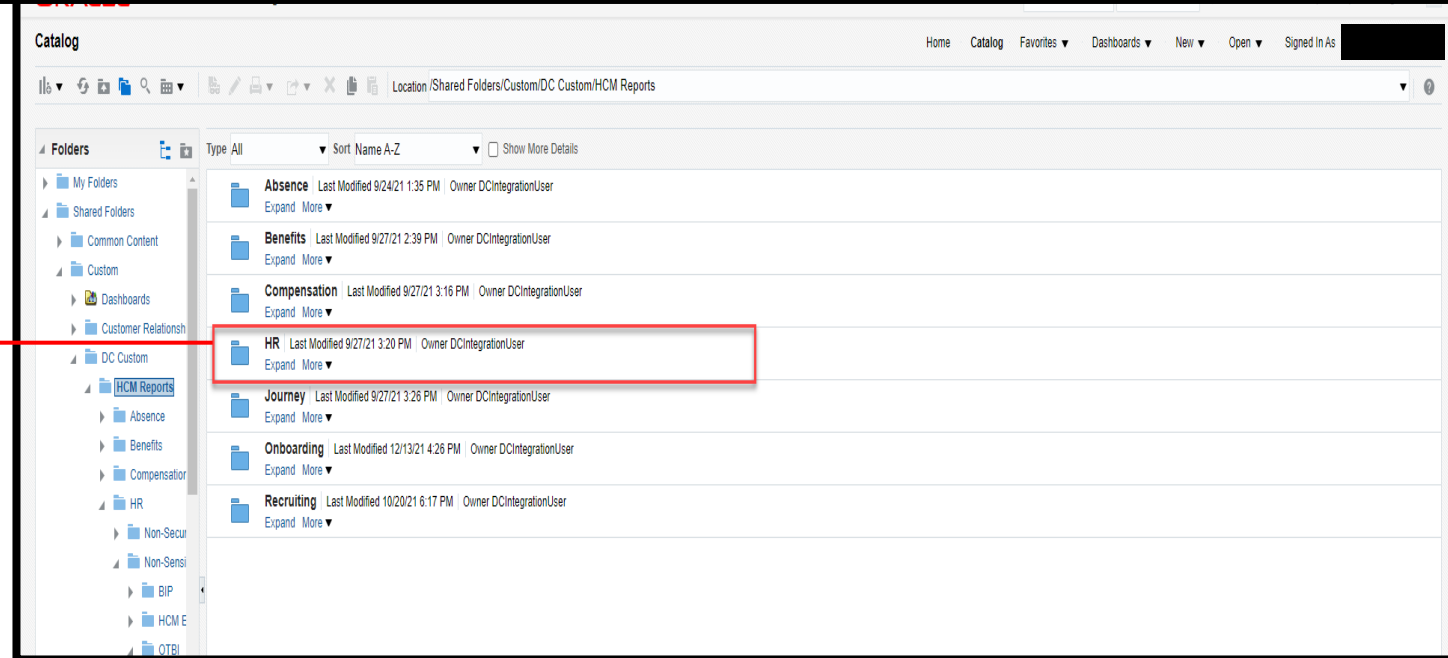 Catalog
Home Catalog Favorites ▼ Dashboards ▼ New ▼ Open ▼ Signed In As
Location /Shared Folders/Custom/DC Custom/HCM Reports
Folders
Type All Sort Name A-Z Show More Details
My Folders
Shared Folders
Common Content
Custom
Dashboards
Customer Relationsh
DC Custom
HCM Reports
Absence
Benefits
Compensation
HR
Non-Secur
Non-Sensi
BIP
HCM E
OTBI
Absence Last Modified 9/24/21 1:35 PM Owner DCIntegrationUser
Expand More ▼
Benefits Last Modified 9/27/21 2:39 PM Owner DCIntegrationUser
Expand More ▼
Compensation Last Modified 9/27/21 3:16 PM Owner DCIntegrationUser
Expand More ▼
HR Last Modified 9/27/21 3:20 PM Owner DCIntegrationUser
Expand More ▼
Journey Last Modified 9/27/21 3:26 PM Owner DCIntegrationUser
Expand More ▼
Onboarding Last Modified 12/13/21 4:26 PM Owner DCIntegrationUser
Expand More ▼
Recruiting Last Modified 10/20/21 6:17 PM Owner DCIntegrationUser
Expand More ▼